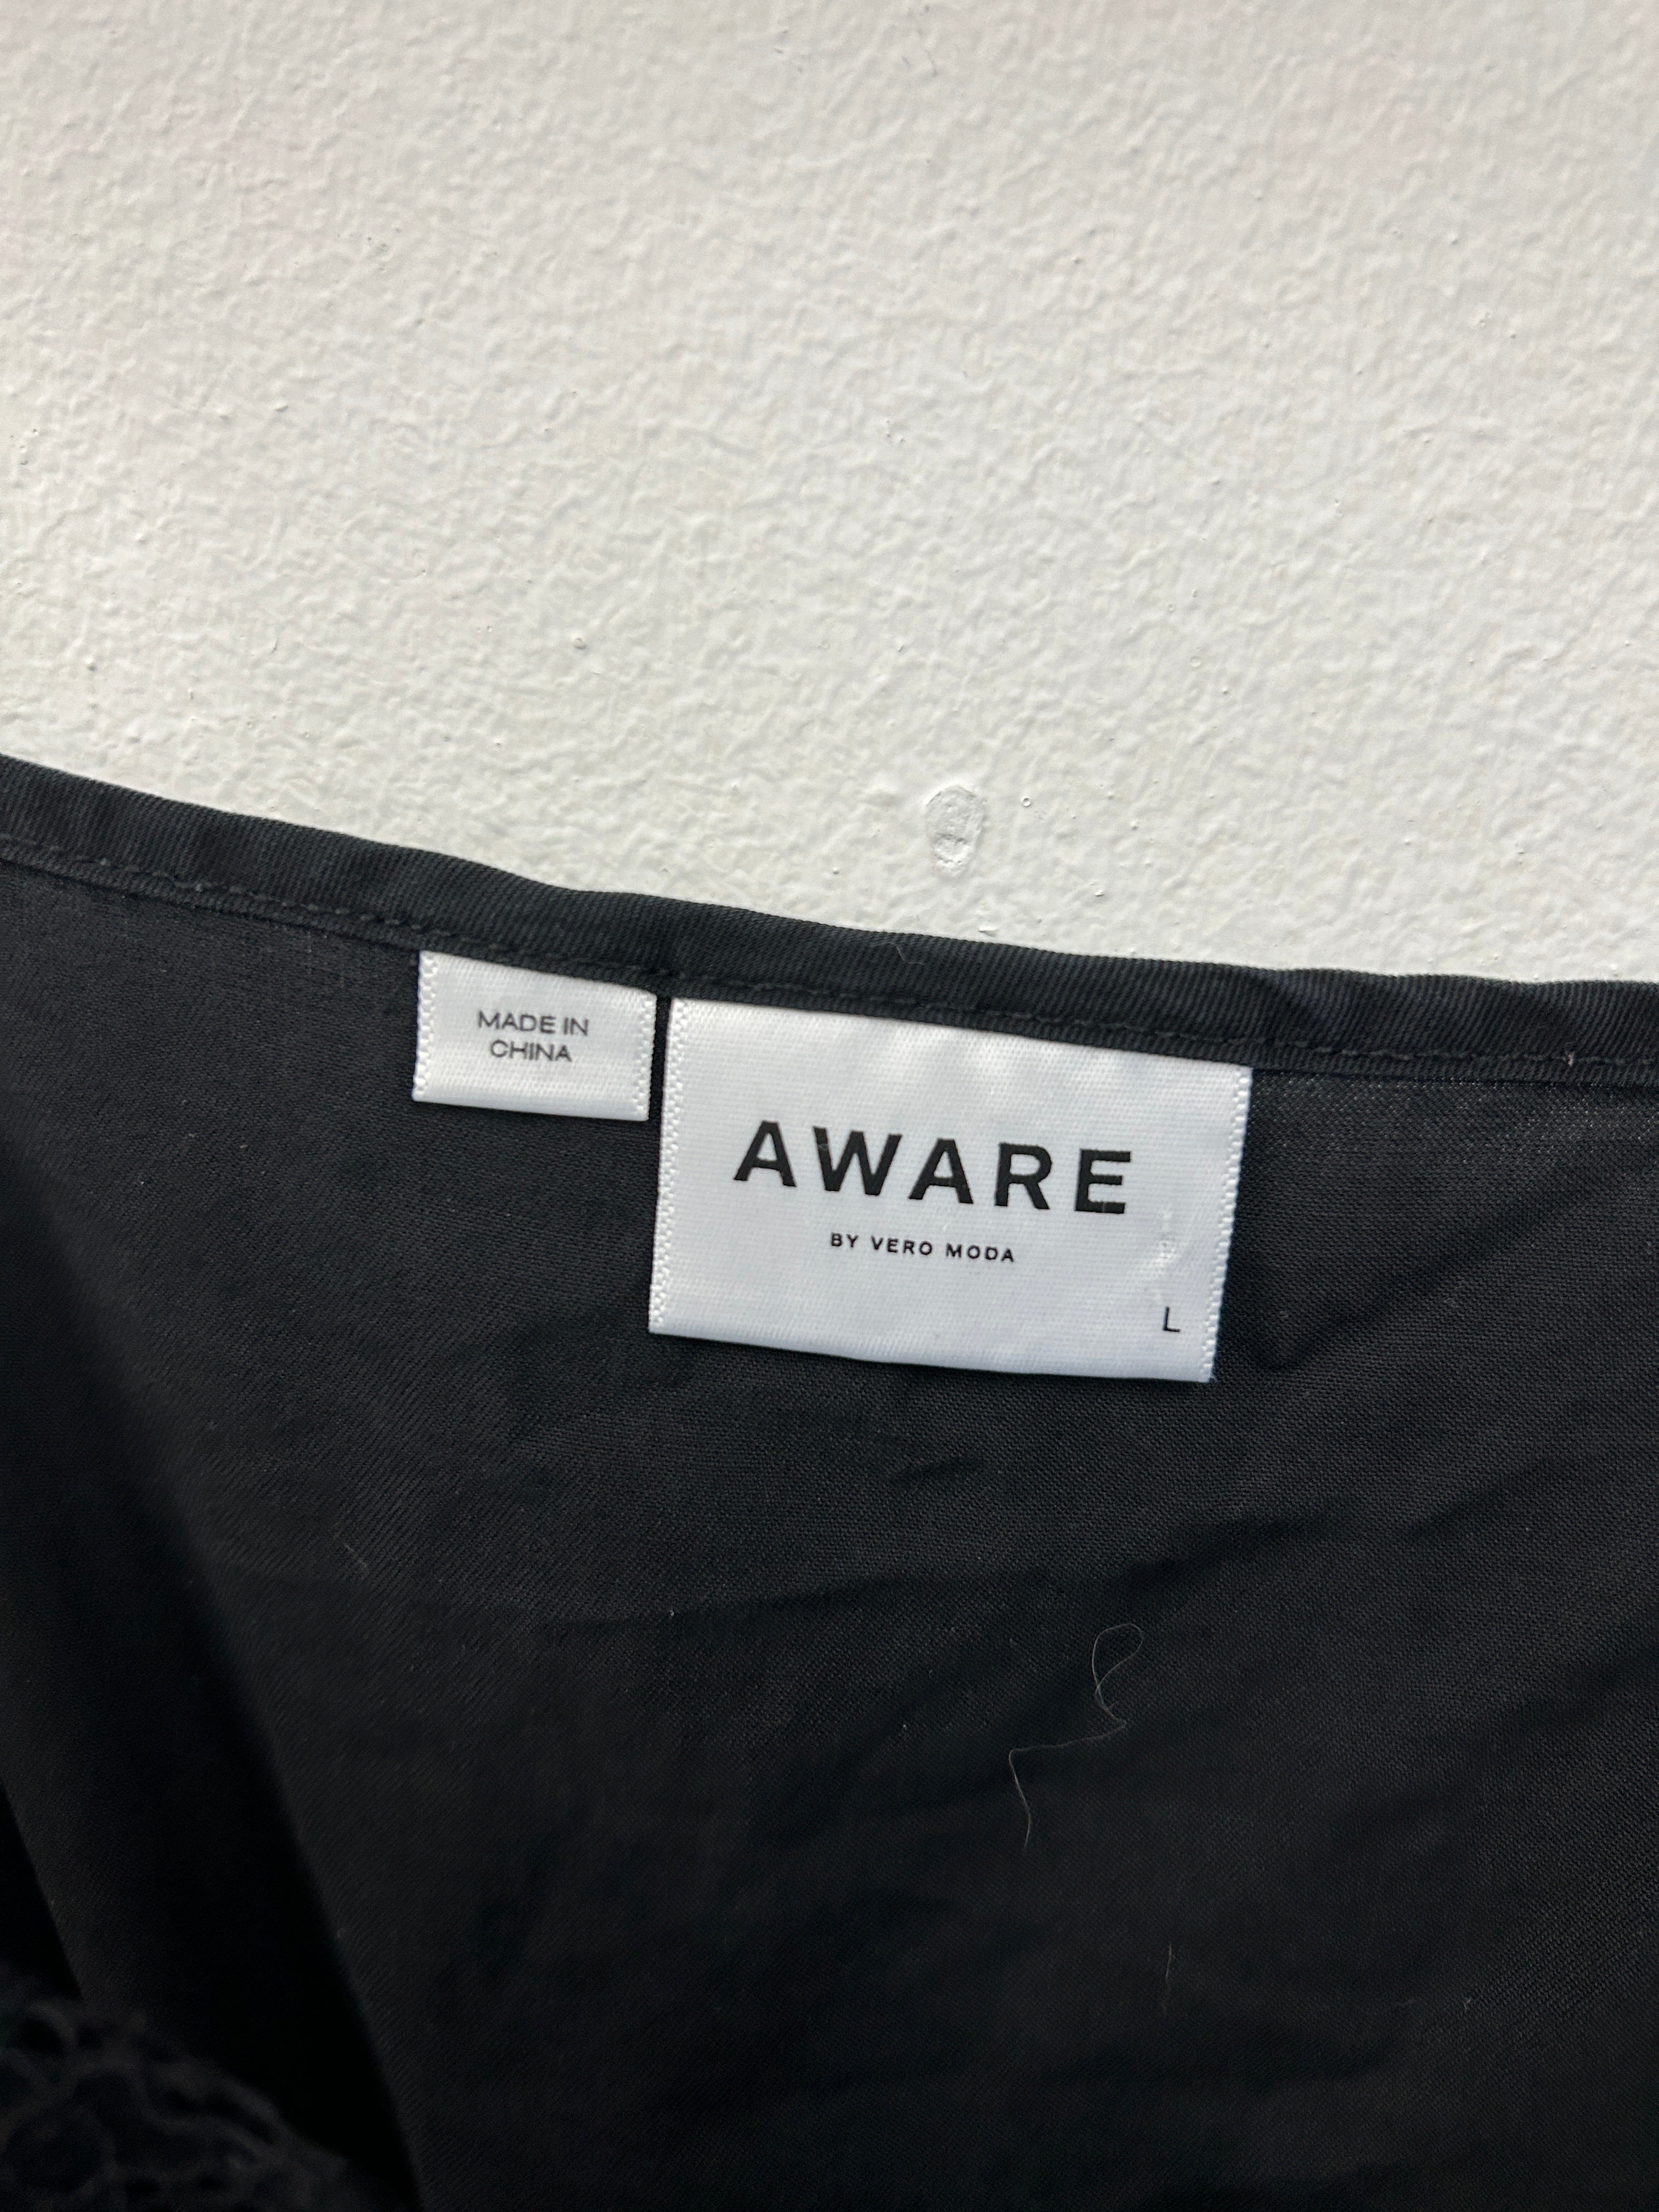 MADE IN
CHINA
AWARE
BY VERO MODA
L